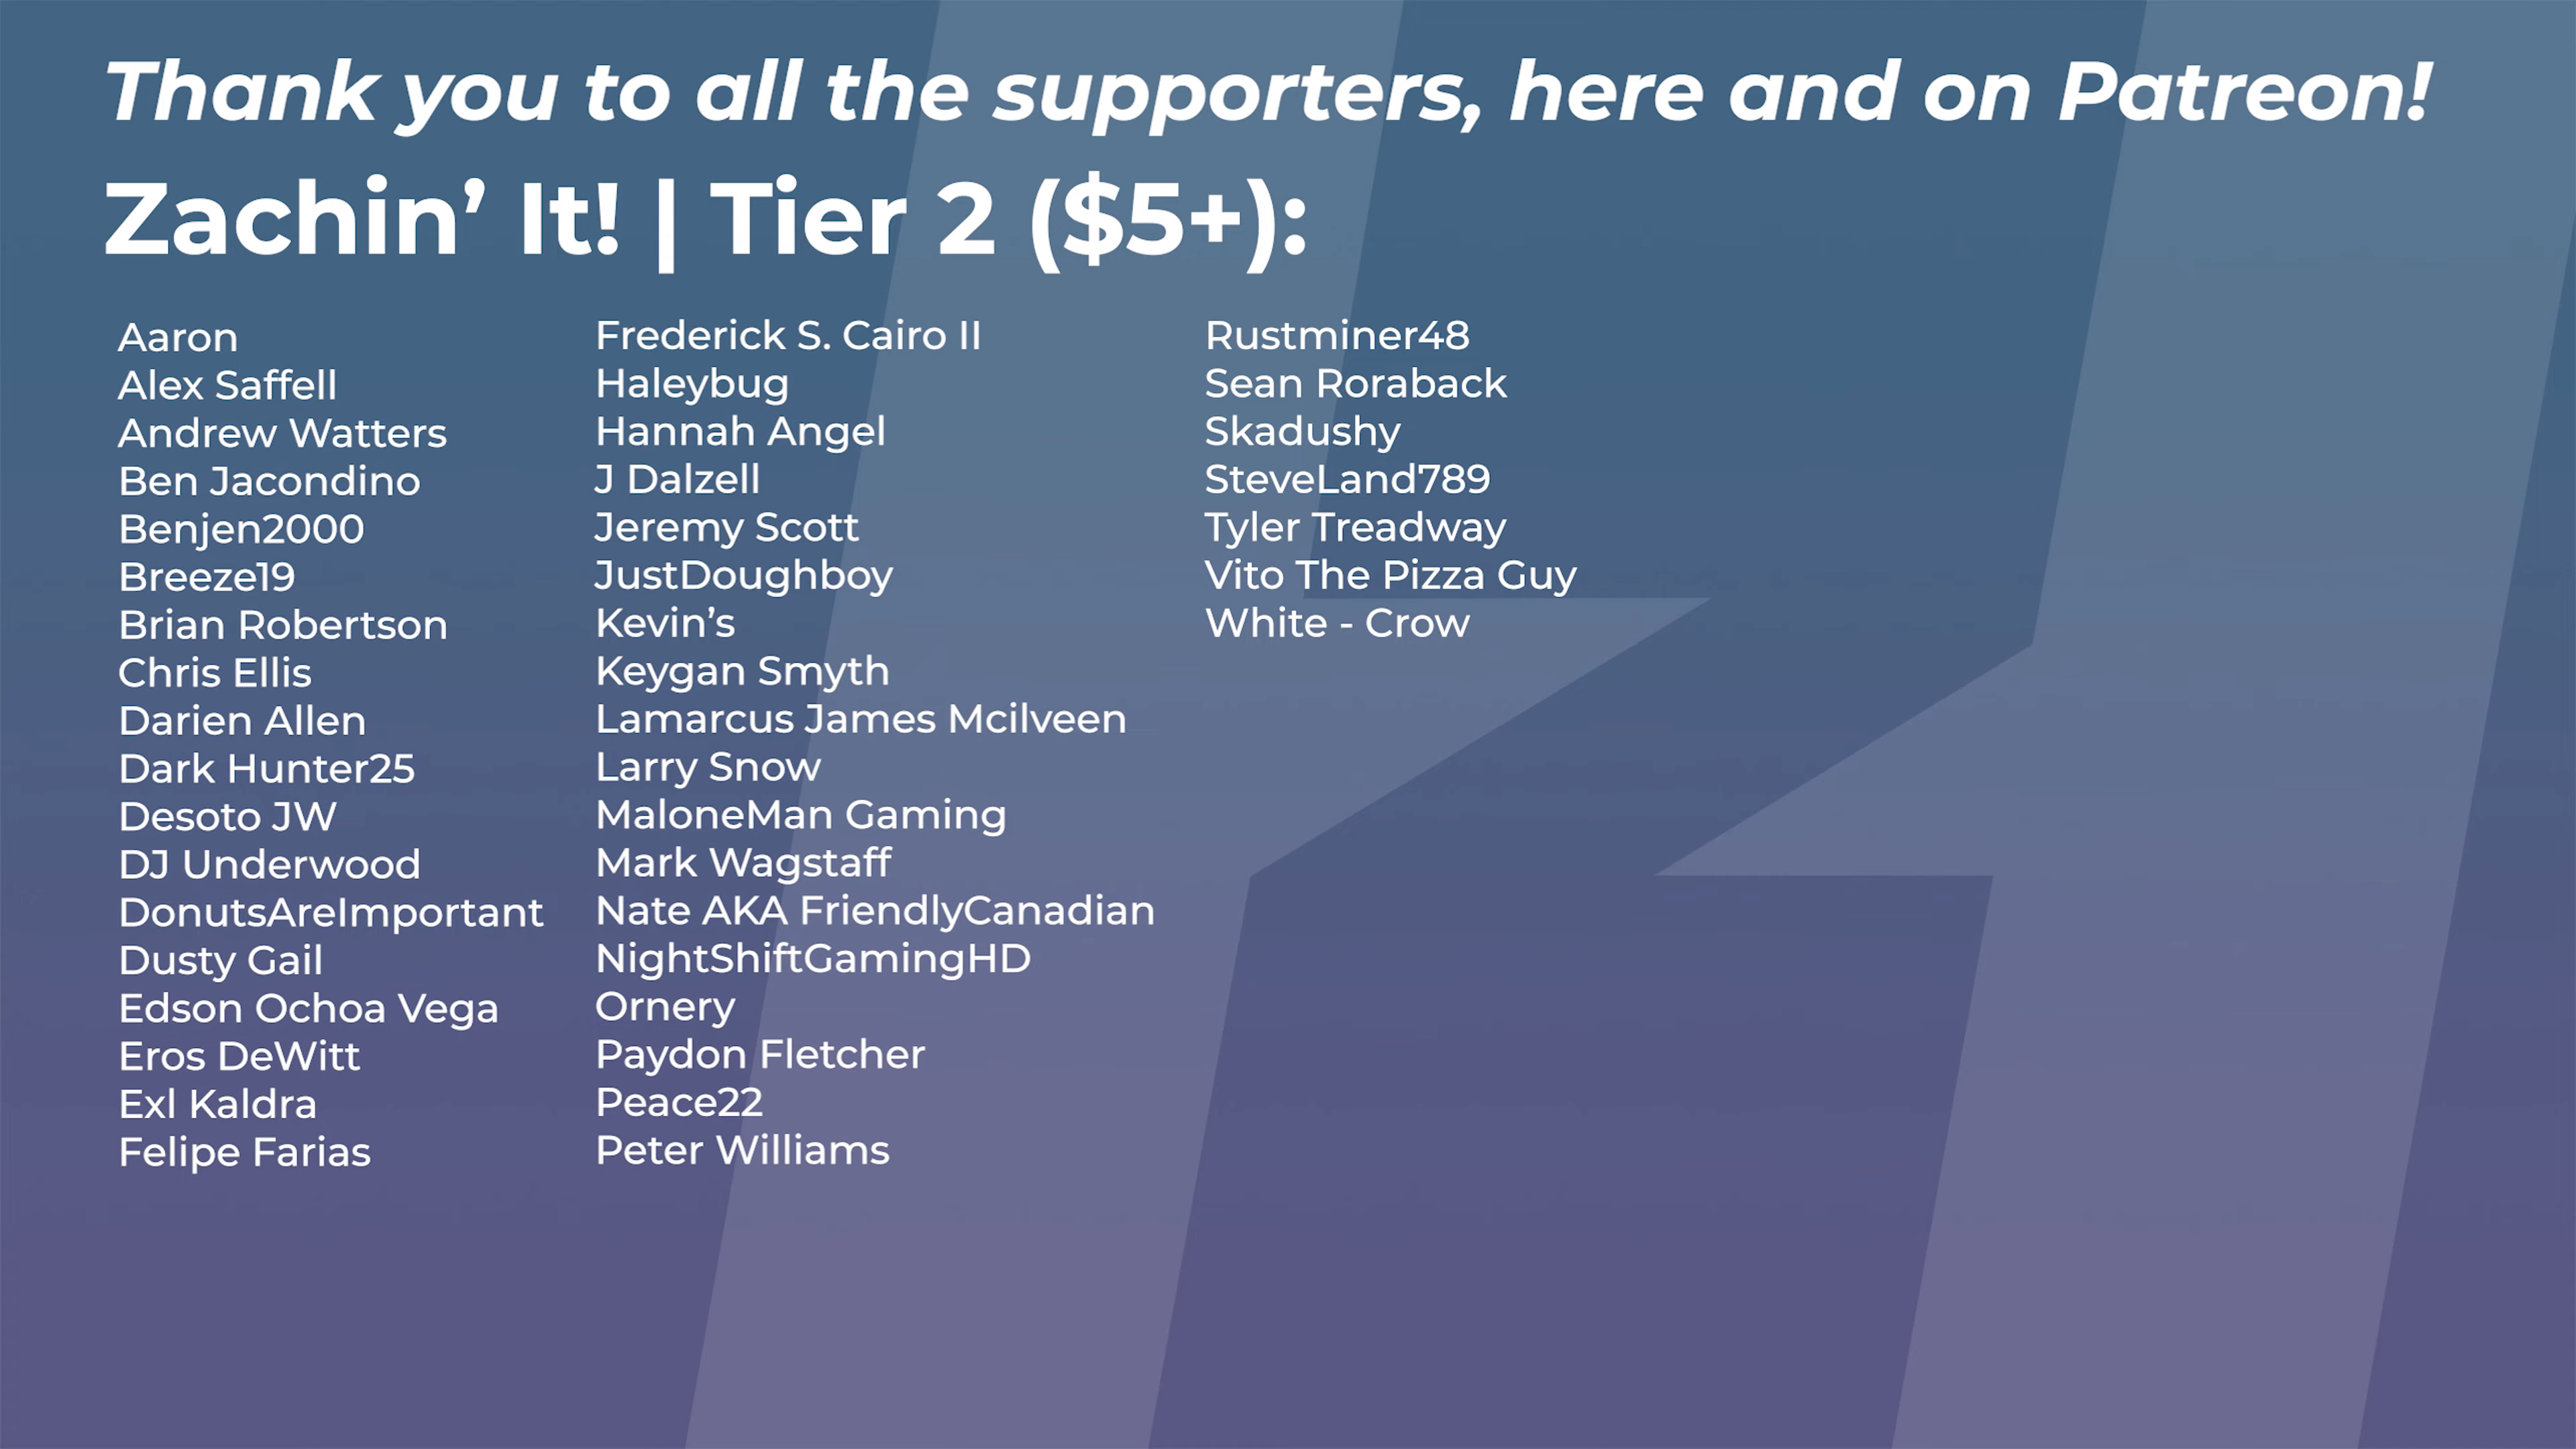 Thank you to all the supporters, here and on Patreon!
Zachin’ It! | Tier 2 ($5+):
Aaron
Alex Saffell
Andrew Watters
Ben Jacondino
Benjen2000
Breeze19
Brian Robertson
Chris Ellis
Darien Allen
Dark Hunter25
Desoto JW
DJ Underwood
DonutsAreImportant
Dusty Gail
Edson Ochoa Vega
Eros DeWitt
Exl Kaldra
Felipe Farias
Frederick S. Cairo II
Haleybug
Hannah Angel
J Dalzell
Jeremy Scott
JustDoughboy
Kevin’s
Keygan Smyth
Lamarcus James Mcilveen
Larry Snow
MaloneMan Gaming
Mark Wagstaff
Nate AKA FriendlyCanadian
NightShiftGamingHD
Ornery
Paydon Fletcher
Peace22
Peter Williams
Rustminer48
Sean Roraback
Skadushy
SteveLand789
Tyler Treadway
Vito The Pizza Guy
White - Crow